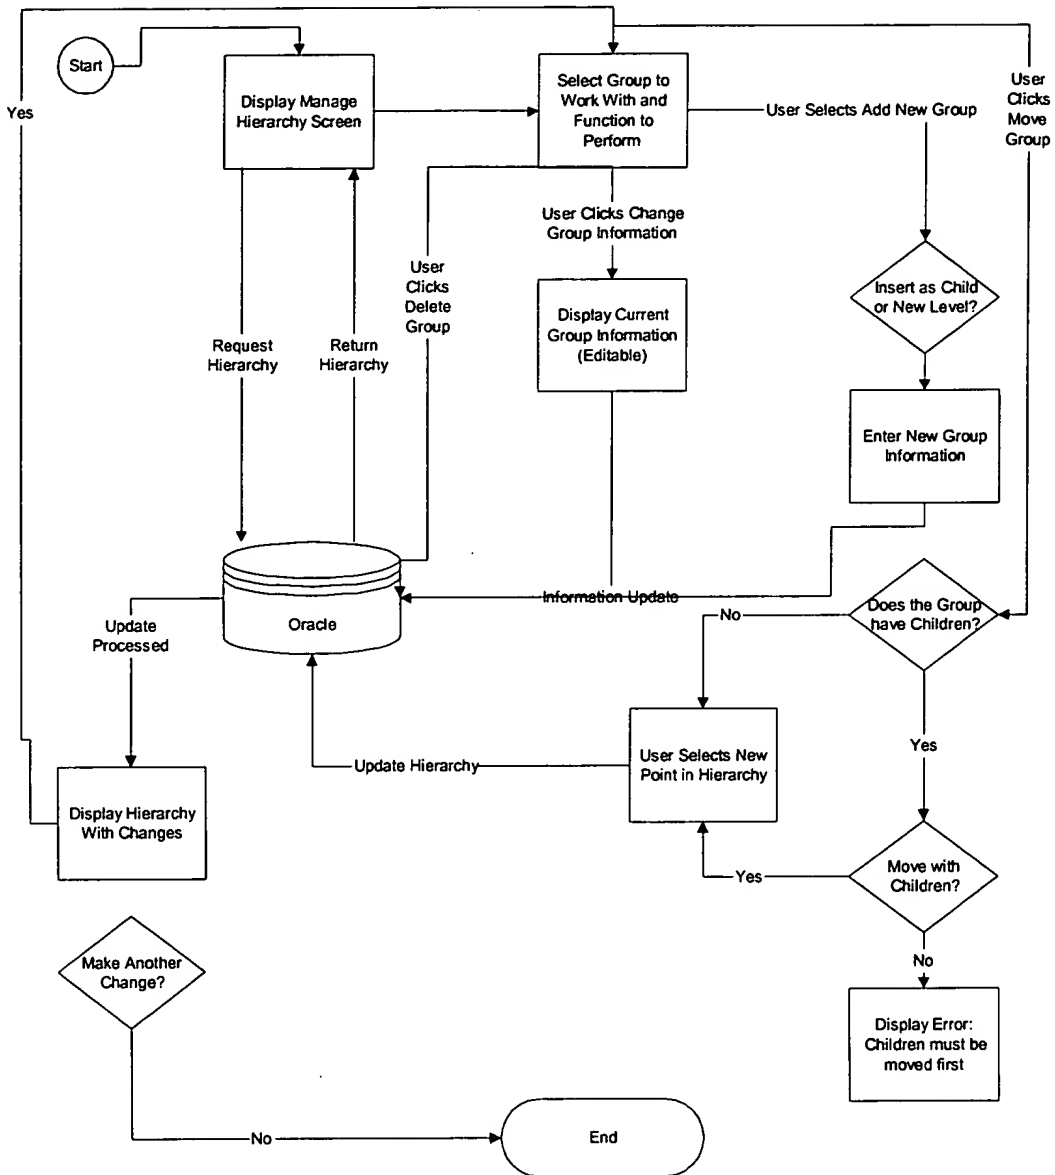 Start
Yes
Display Manage
Hierarchy Screen
Select Group to
Work With and
Function to
Perform
User Selects Add New Group
User
Clicks
Move
Group
User Clicks Change
Group Information
User
Clicks
Delete
Group
Insert as Child
or New Level?
Display Current
Group Information
(Editable)
Request
Hierarchy
Return
Hierarchy
Enter New Group
Information
Oracle
Information Update
Does the Group
have Children?
No
Update
Processed
Yes
User Selects New
Point in Hierarchy
Update Hierarchy
Display Hierarchy
With Changes
Move with
Children?
Yes
No
Make Another
Change?
Display Error:
Children must be
moved first
No
End